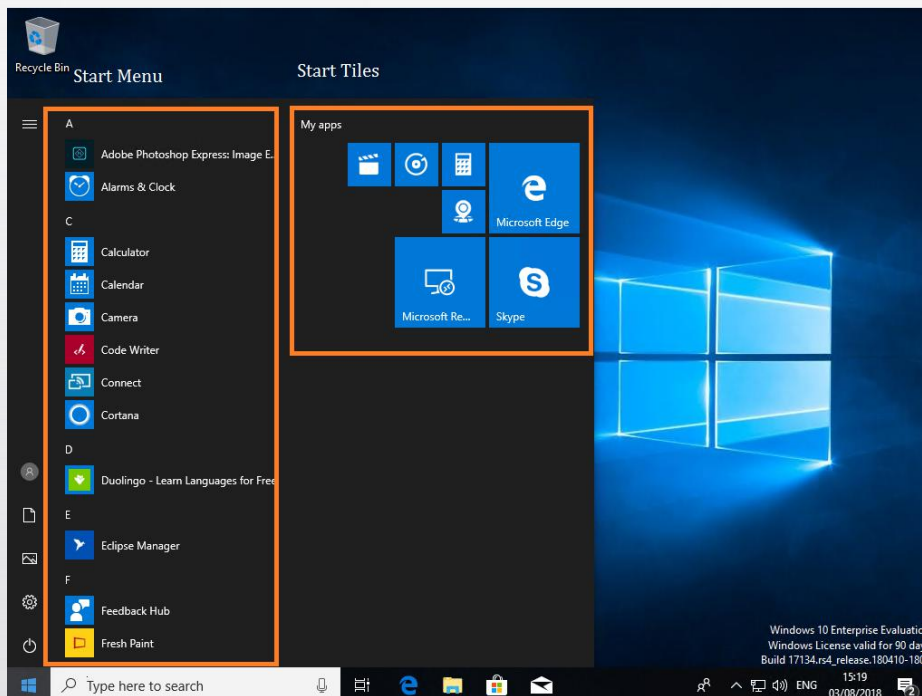 Recycle Bin
Start Menu
Start Tiles
A
Adobe Photoshop Express: Image E...
Alarms & Clock
C
Calculator
Calendar
Camera
Code Writer
Connect
Cortana
D
Duolingo - Learn Languages for Free
E
Eclipse Manager
F
Feedback Hub
Fresh Paint
My apps
Microsoft Edge
Microsoft Re...
Skype
Windows 10 Enterprise Evaluatio
Windows License valid for 90 day
Build 17134.rs4_release.180410-180
Type here to search
ENG
15:19
03/08/2018
2